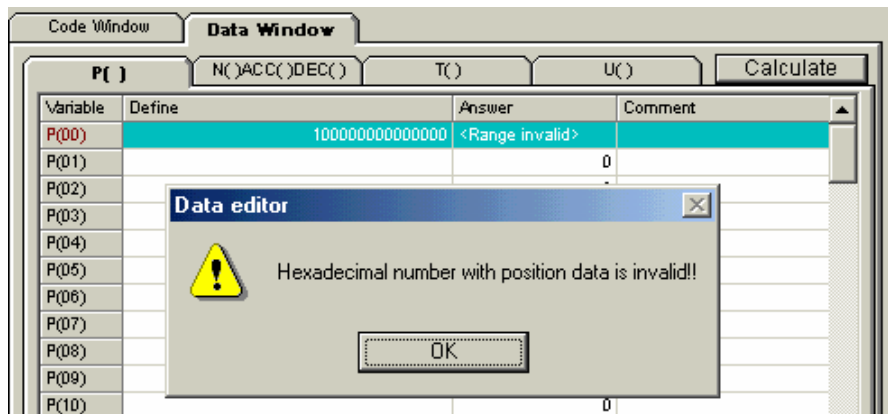 Code Window Data Window
P( ) N( )ACC( )DEC( ) T( ) U( ) Calculate
Variable Define Answer Comment
P(00) 100000000000000 <Range invalid>
P(01) 0
P(02)
Data editor
P(03)
P(04)
P(05) Hexadecimal number with position data is invalid!!
P(06)
P(07)
P(08) OK
P(09)
P(10) 0